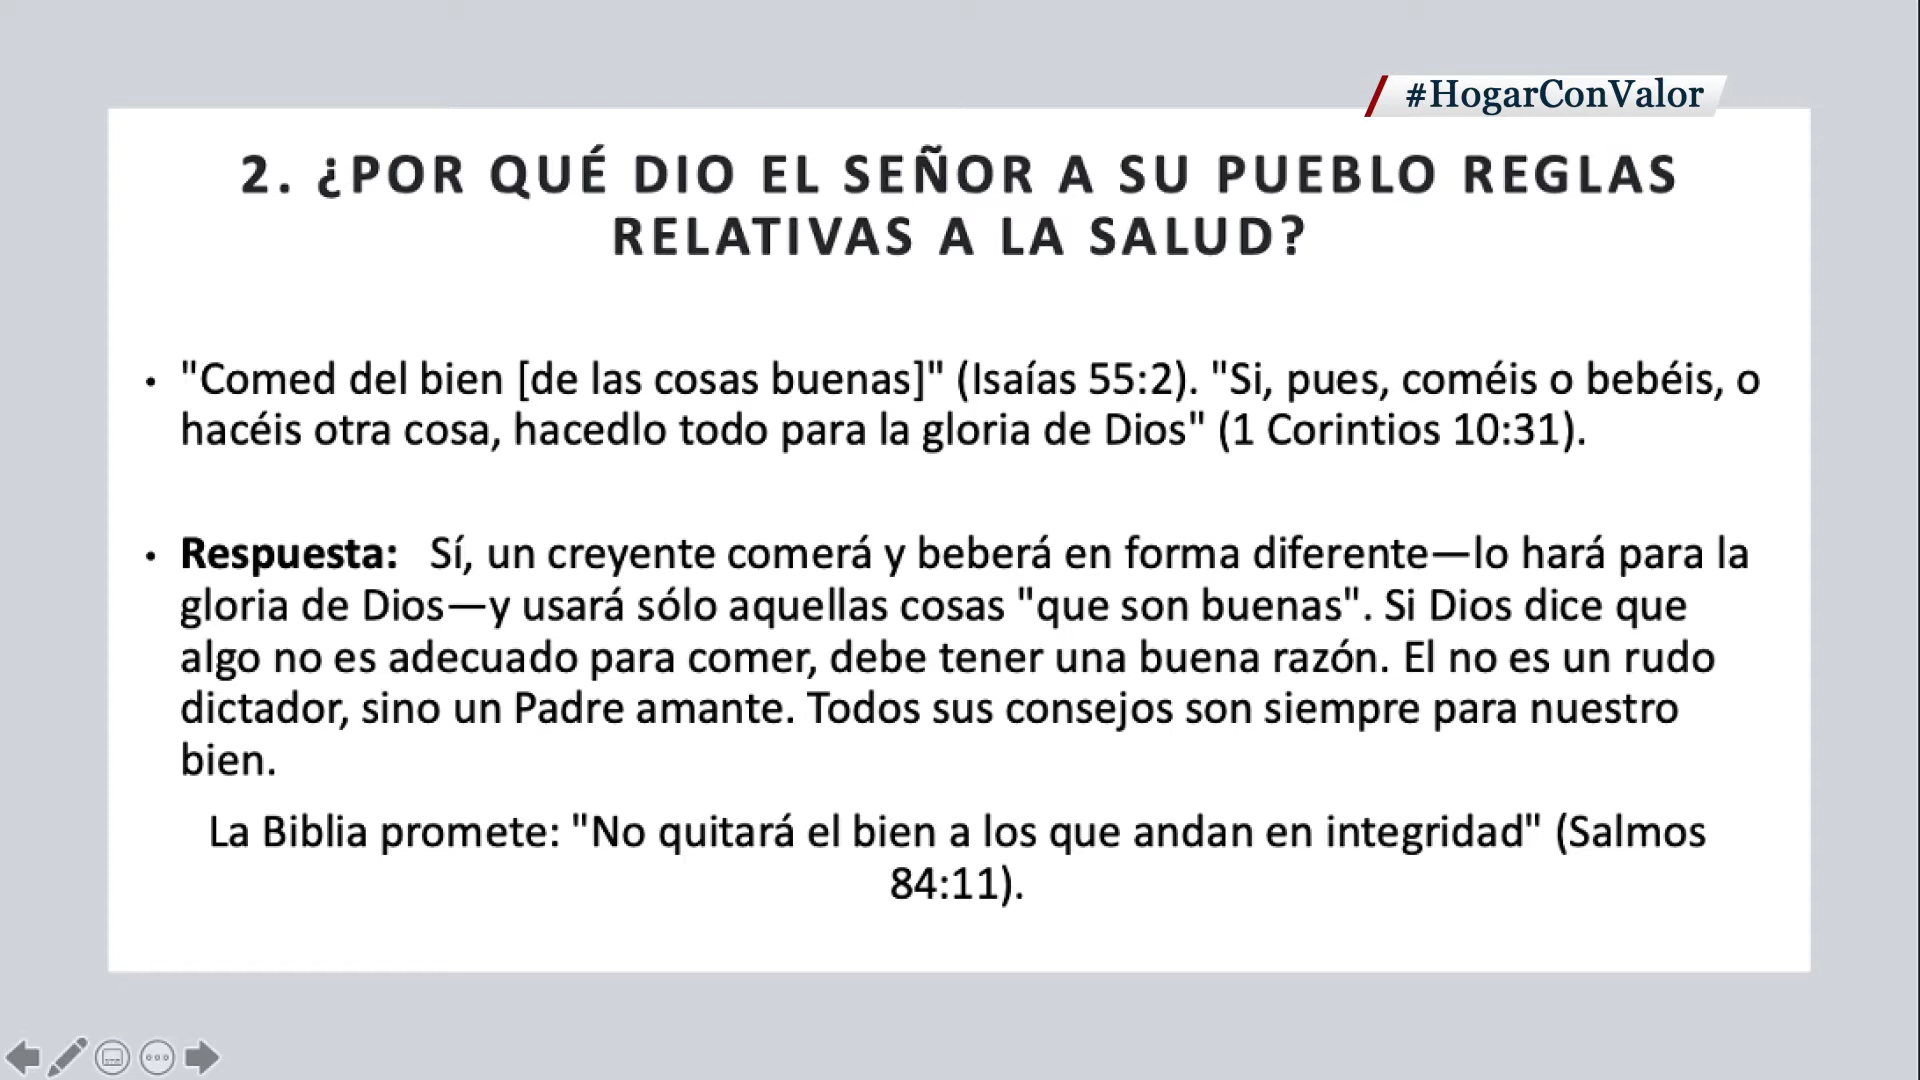 #HogarConValor
2. ¿POR QUÉ DIO EL SEÑOR A SU PUEBLO REGLAS
RELATIVAS A LA SALUD?
• "Comed del bien [de las cosas buenas]" (Isaías 55:2). "Si, pues, coméis o bebéis, o
hacéis otra cosa, hacedlo todo para la gloria de Dios" (1 Corintios 10:31).
• Respuesta: Sí, un creyente comerá y beberá en forma diferente—lo hará para la
gloria de Dios—y usará sólo aquellas cosas "que son buenas". Si Dios dice que
algo no es adecuado para comer, debe tener una buena razón. El no es un rudo
dictador, sino un Padre amante. Todos sus consejos son siempre para nuestro
bien.
La Biblia promete: "No quitará el bien a los que andan en integridad" (Salmos
84:11).